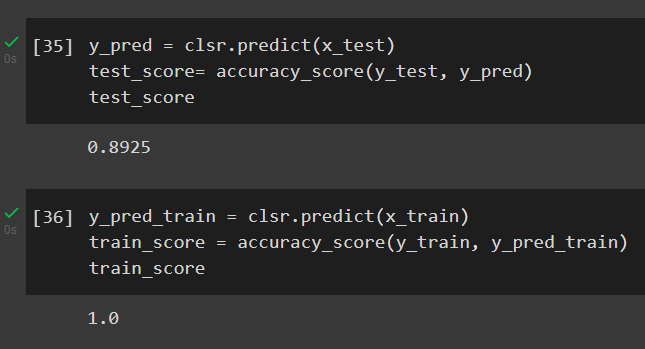 [35] y_pred = clsr.predict(x_test)
test_score= accuracy_score(y_test, y_pred)
test_score
0s
0.8925
[36] y_pred_train = clsr.predict(x_train)
train_score = accuracy_score(y_train, y_pred_train)
train_score
0s
1.0